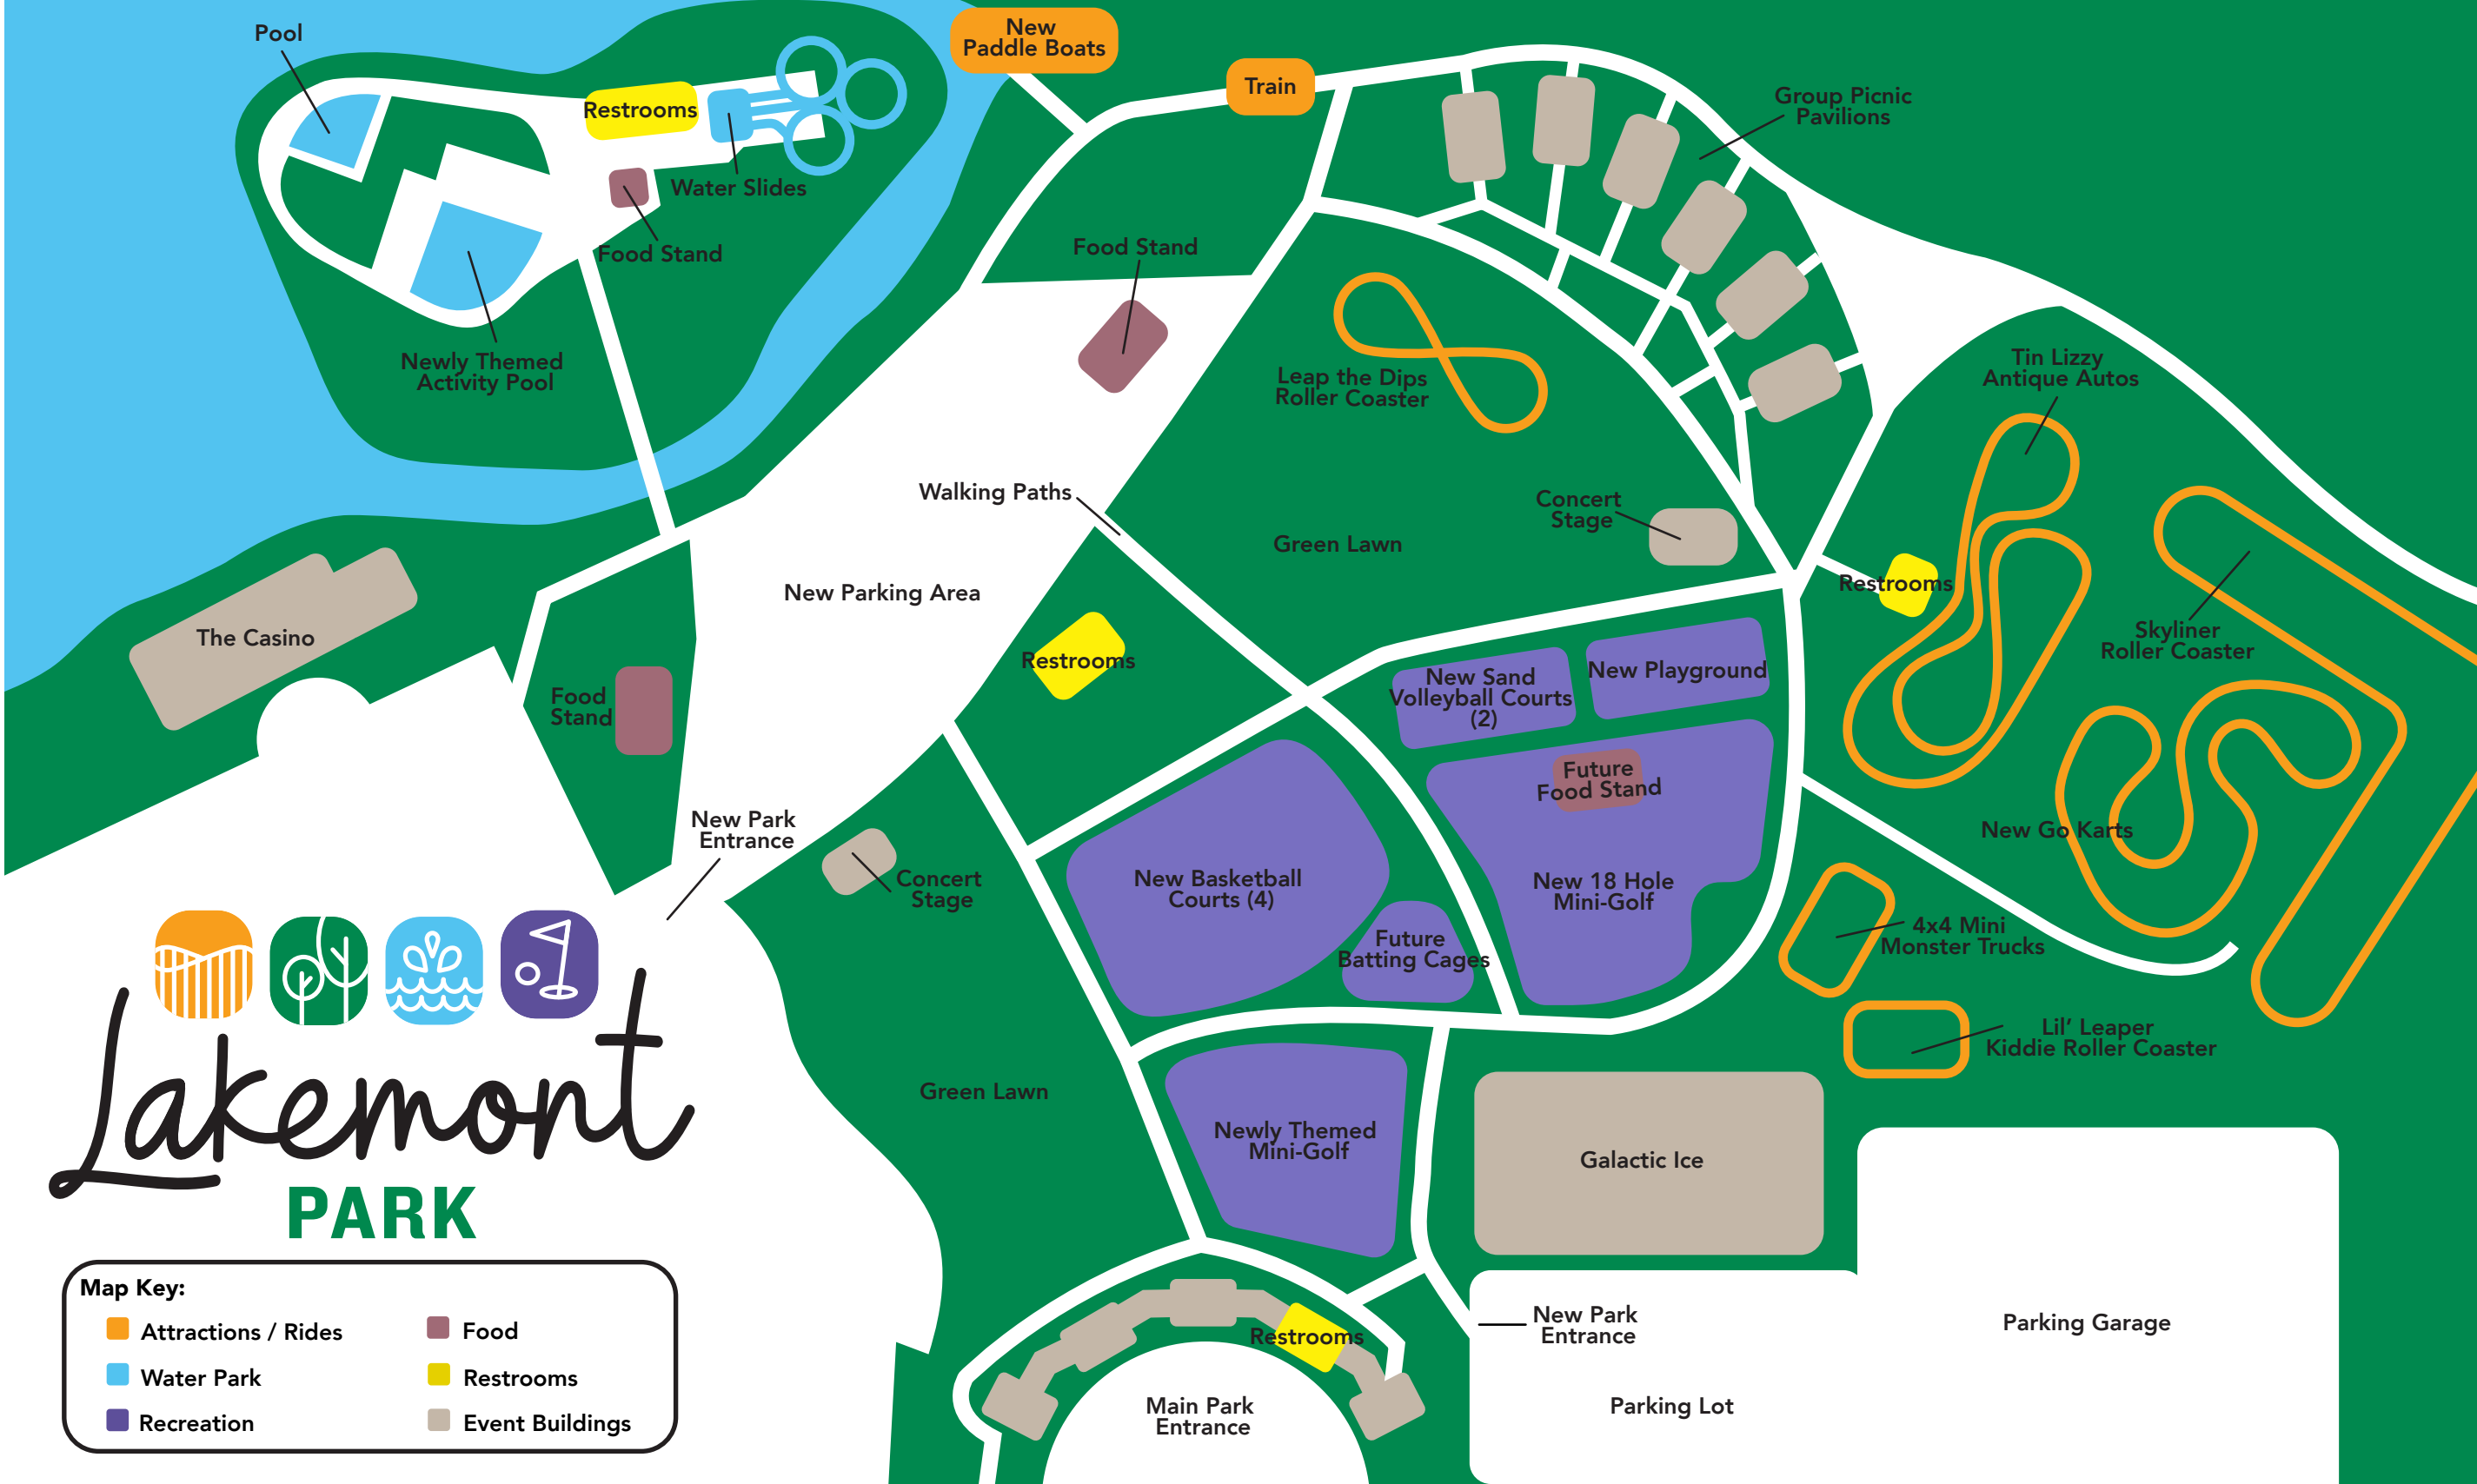 Pool
New
Paddle Boats
Train
Restrooms
Group Picnic
Pavilions
Water Slides
Food Stand
Food Stand
Newly Themed
Activity Pool
Leap the Dips
Roller Coaster
Tin Lizzy
Antique Autos
Walking Paths
Concert
Stage
Green Lawn
New Parking Area
Restrooms
The Casino
Restrooms
Skyliner
Roller Coaster
New Sand
Volleyball Courts
(2)
New Playground
Food
Stand
Future
Food Stand
New Park
Entrance
New Go Karts
Concert
Stage
New Basketball
Courts (4)
New 18 Hole
Mini-Golf
Future
Batting Cages
4x4 Mini
Monster Trucks
Lil’ Leaper
Kiddie Roller Coaster
Green Lawn
Newly Themed
Mini-Golf
Galactic Ice
Lakemont
PARK
Map Key:
Attractions / Rides
Water Park
Recreation
Food
Restrooms
Event Buildings
Restrooms
New Park
Entrance
Parking Garage
Main Park
Entrance
Parking Lot